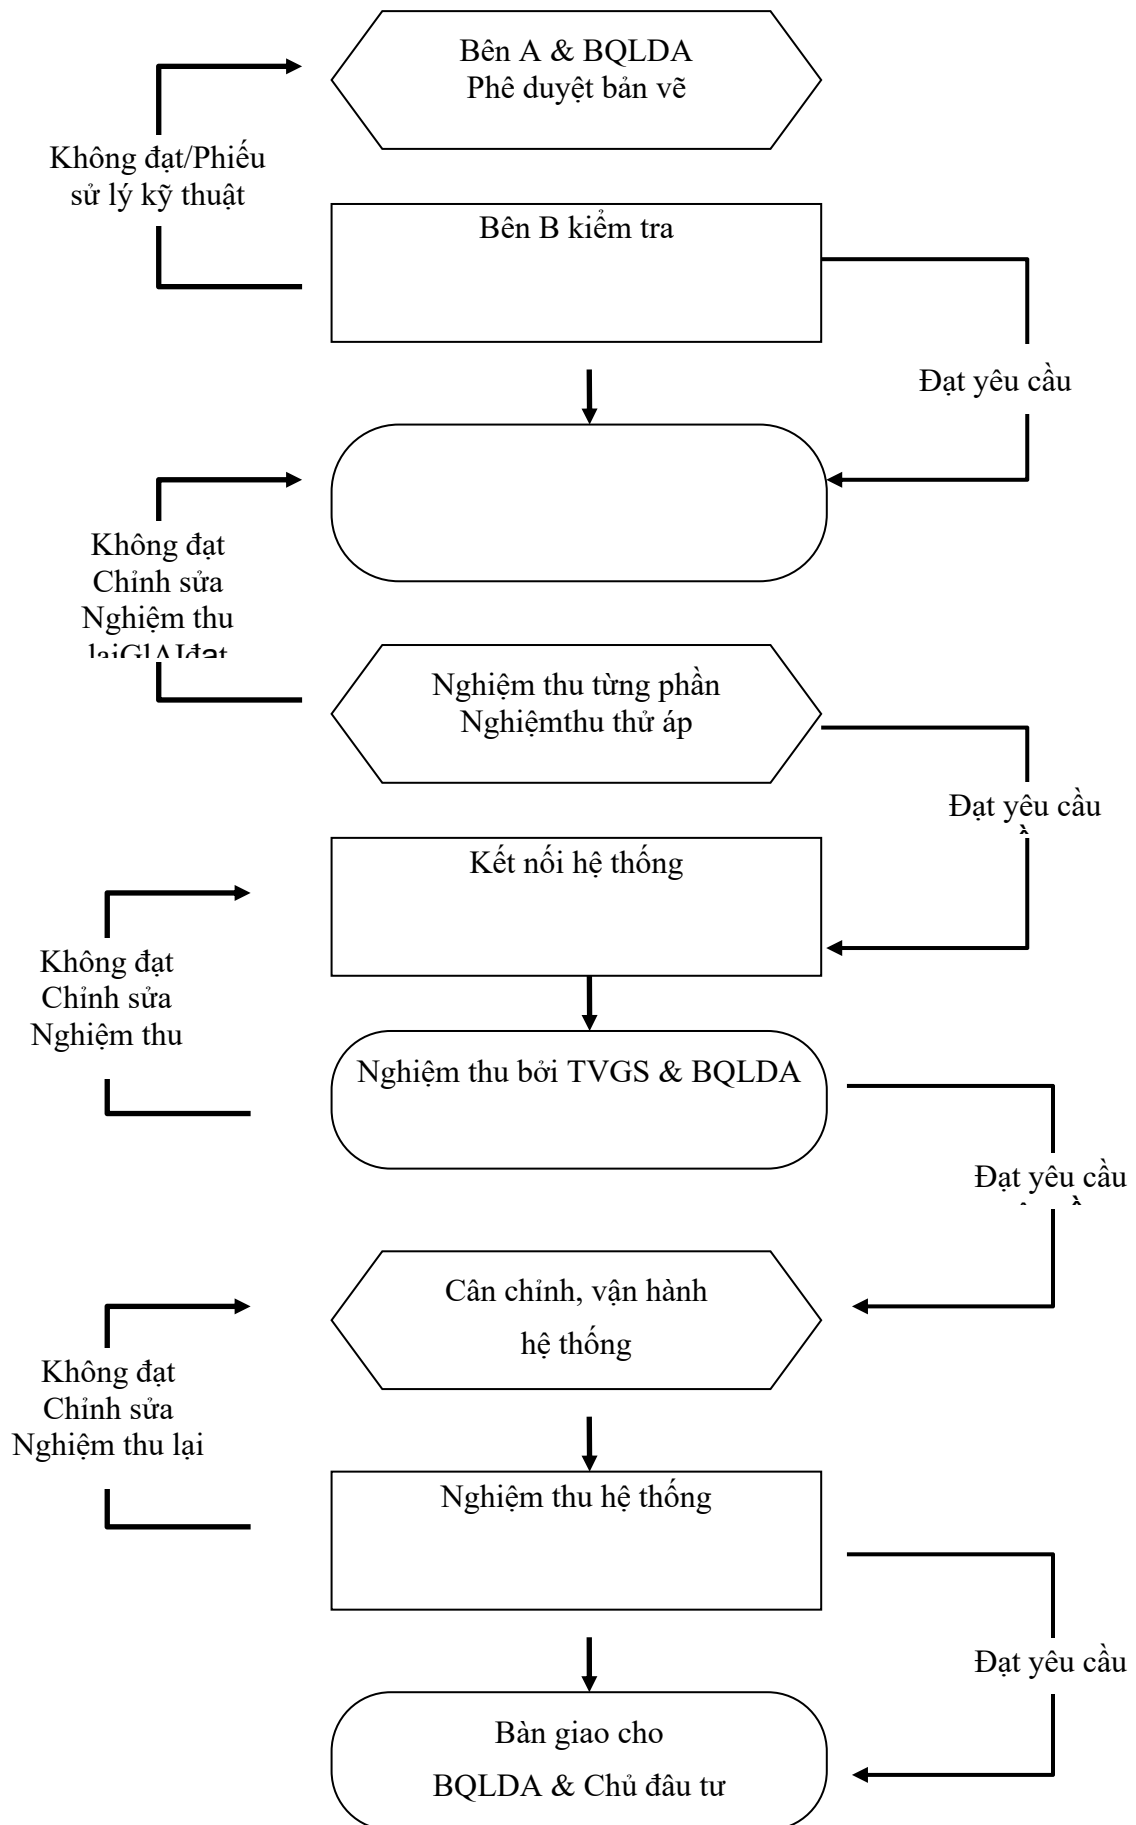 Bên A & BQLDA
Phê duyệt bản vẽ
Không đạt/Phiếu
sử lý kỹ thuật
Bên B kiểm tra
Đạt yêu cầu
Không đạt
Chỉnh sửa
Nghiệm thu
Nghiệm thu từng phần
Nghiệmthu thử áp
Đạt yêu cầu
Kết nối hệ thống
Không đạt
Chỉnh sửa
Nghiệm thu
Nghiệm thu bởi TVGS & BQLDA
Đạt yêu cầu
Cân chỉnh, vận hành
hệ thống
Không đạt
Chỉnh sửa
Nghiệm thu lại
Nghiệm thu hệ thống
Đạt yêu cầu
Bàn giao cho
BQLDA & Chủ đâu tư